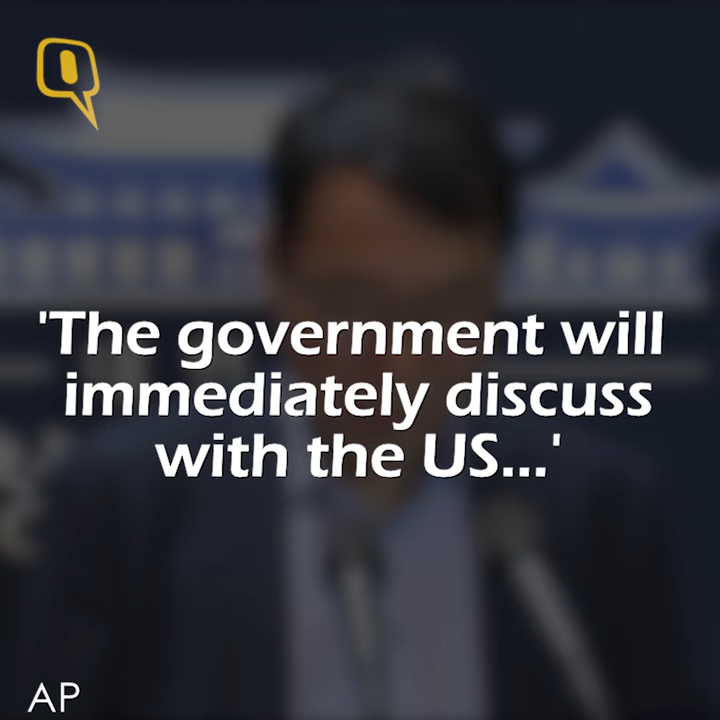 'The government will
immediately discuss
with the US...'
AP